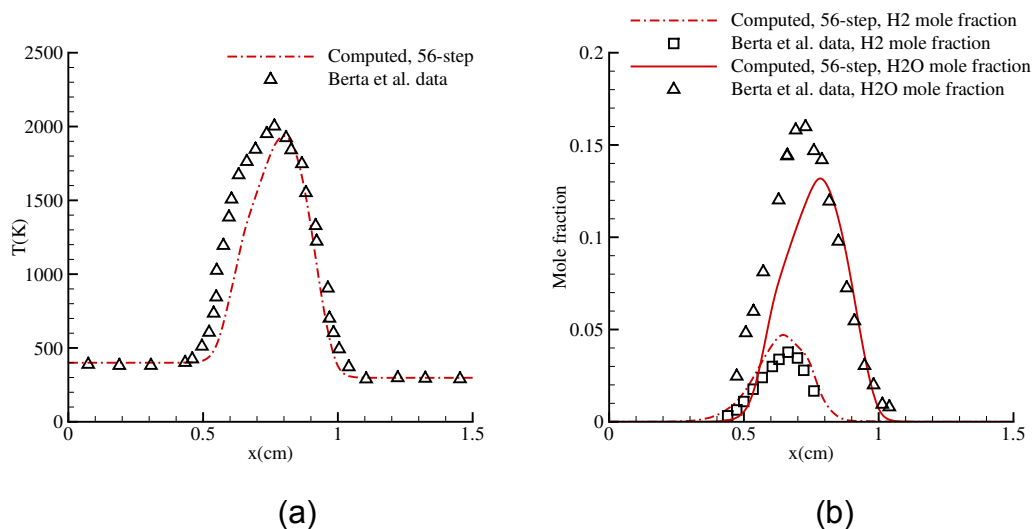 Computed, 56-step
Berta et al. data
2500
2000
1500
1000
500
0
T(K)
0
0.5
1
1.5
x(cm)
(a)
Computed, 56-step, H2 mole fraction
Berta et al. data, H2 mole fraction
Computed, 56-step, H2O mole fraction
Berta et al. data, H2O mole fraction
0.2
0.15
0.1
0.05
0
Mole fraction
0
0.5
1
1.5
x(cm)
(b)